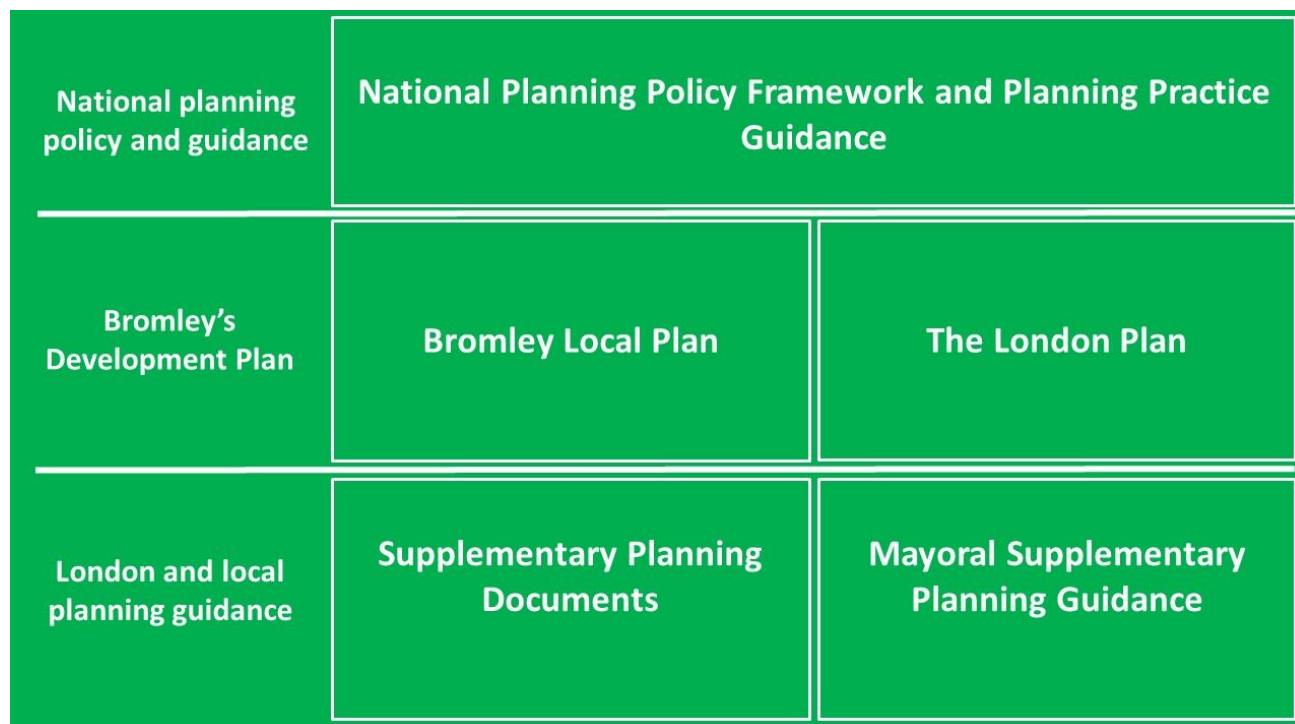 National planning
policy and guidance
National Planning Policy Framework and Planning Practice
Guidance
Bromley’s
Development Plan
Bromley Local Plan
The London Plan
London and local
planning guidance
Supplementary Planning
Documents
Mayoral Supplementary
Planning Guidance